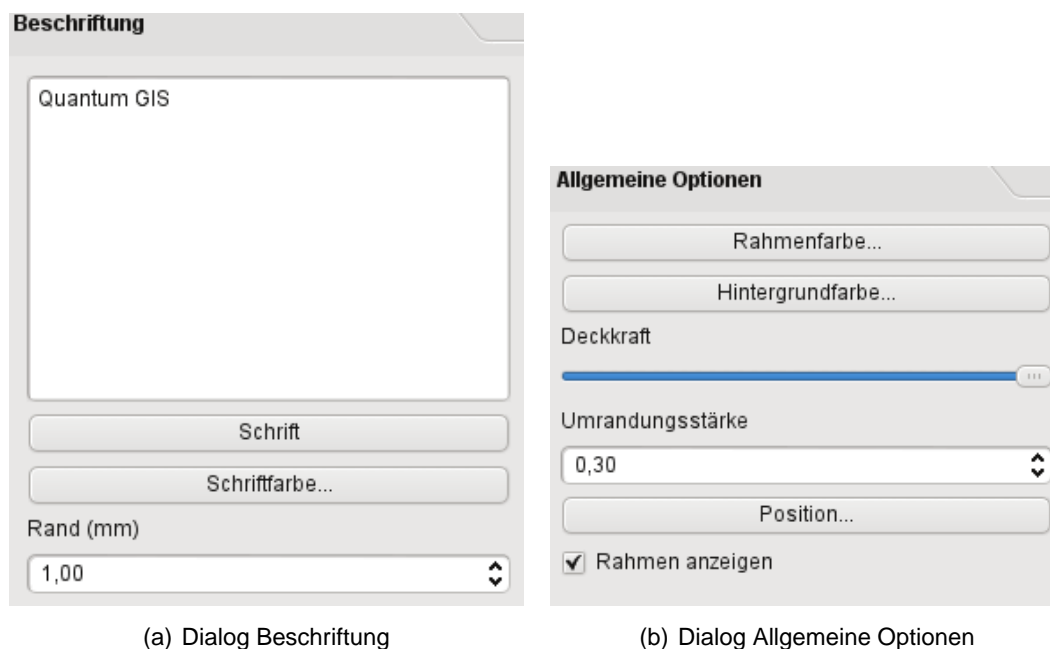 Beschriftung
Quantum GIS
Schrift
Schriftfarbe...
Rand (mm)
1,00
(a) Dialog Beschriftung
Allgemeine Optionen
Rahmenfarbe...
Hintergrundfarbe...
Deckkraft
Umrandungsstärke
0,30
Position...
Rahmen anzeigen
(b) Dialog Allgemeine Optionen